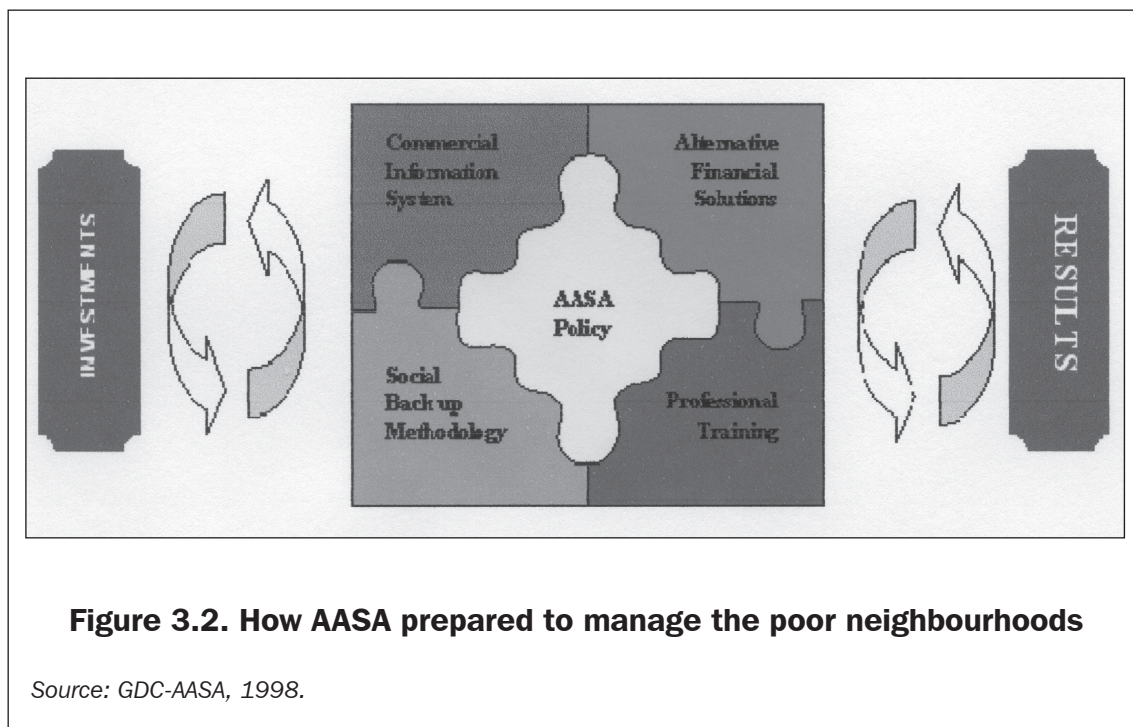 INVESTMENTS
Commercial
Information
System
Alternative
Financial
Solutions
AASA
Policy
Social
Back up
Methodology
Professional
Training
RESULTS
Figure 3.2. How AASA prepared to manage the poor neighbourhoods
Source: GDC-AASA, 1998.